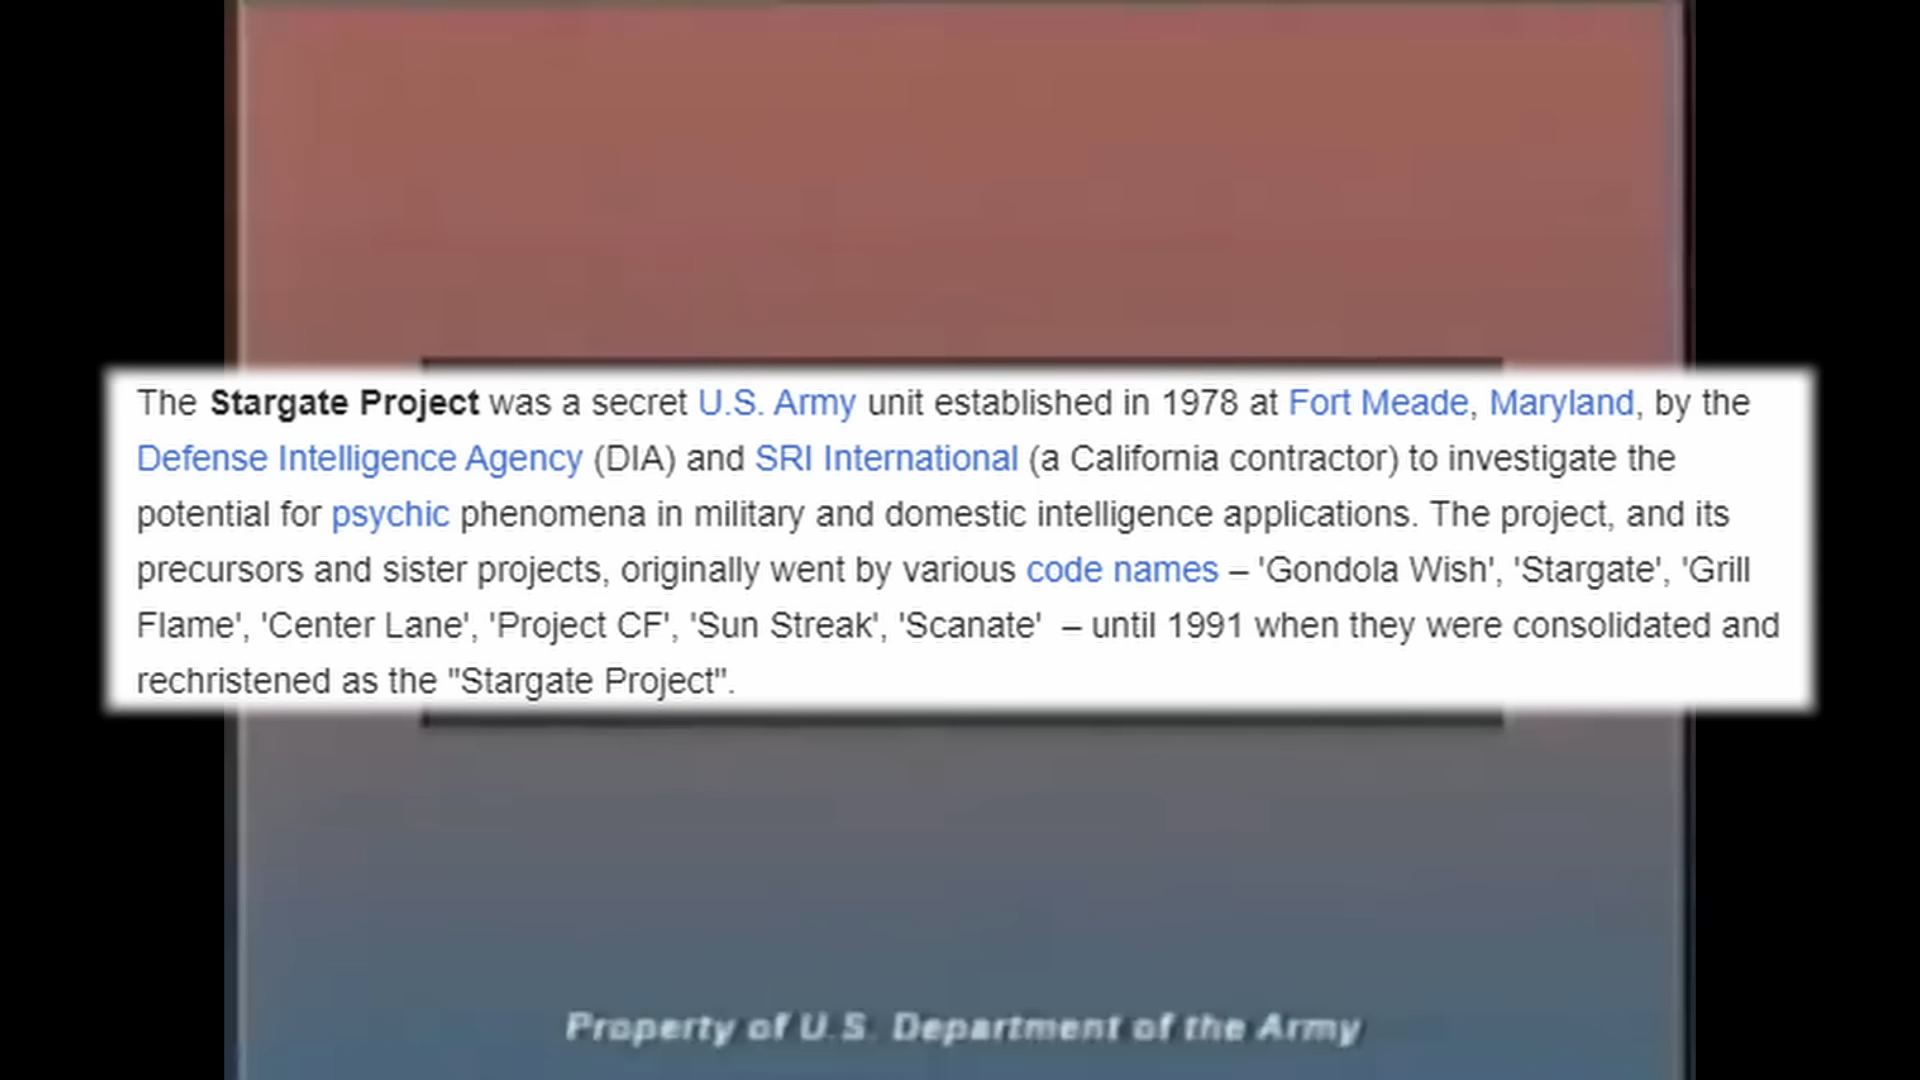 The Stargate Project was a secret U.S. Army unit established in 1978 at Fort Meade, Maryland, by the
Defense Intelligence Agency (DIA) and SRI International (a California contractor) to investigate the
potential for psychic phenomena in military and domestic intelligence applications. The project, and its
precursors and sister projects, originally went by various code names – 'Gondola Wish', 'Stargate', 'Grill
Flame', 'Center Lane', 'Project CF', 'Sun Streak', 'Scanate' – until 1991 when they were consolidated and
rechristened as the "Stargate Project".
Property of U.S. Department of the Army